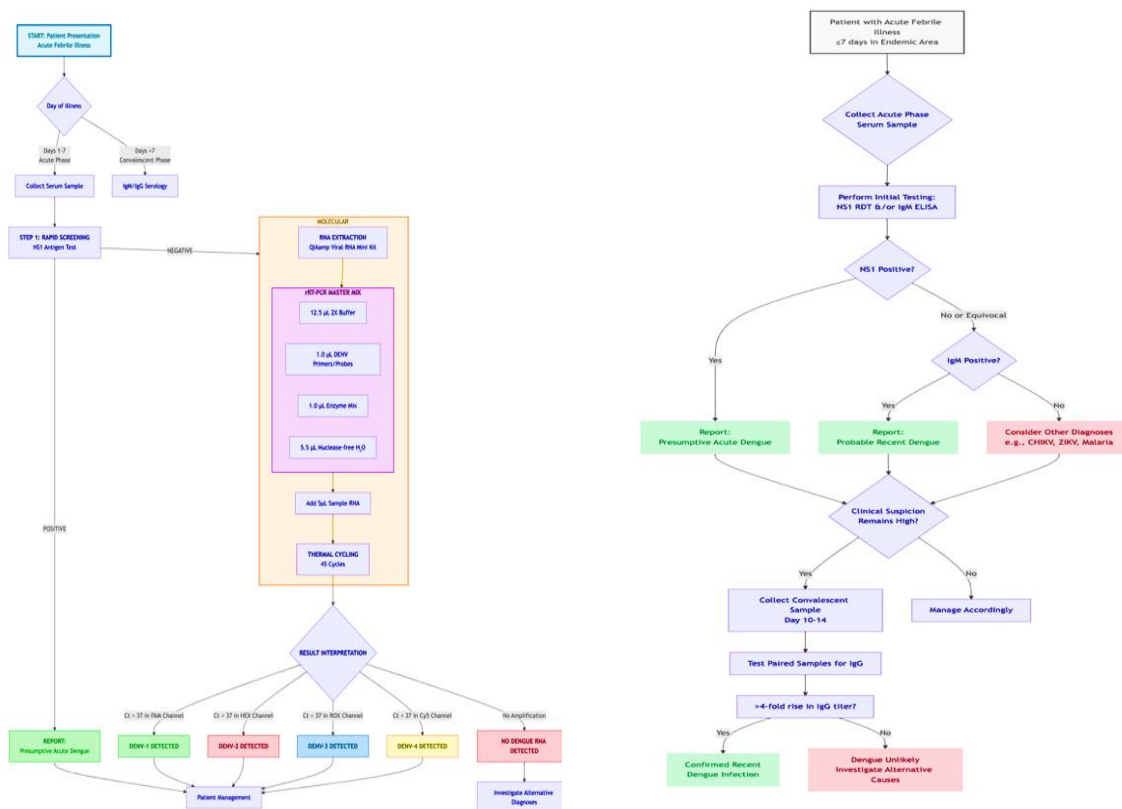 START: Patient Presentation
Acute Febrile Illness
Day of Illness
Days 1-7
Acute Phase
Days >7
Convalescent Phase
Collect Serum Sample
IgM/IgG Serology
STEP 1: RAPID SCREENING
NS1 Antigen Test
NEGATIVE
POSITIVE
MOLECULAR
RNA EXTRACTION
QIAamp Viral RNA Mini Kit
rRT-PCR MASTER MIX
12.5 µL 2X Buffer
1.0 µL DENV
Primers/Probes
1.0 µL Enzyme Mix
5.5 µL Nuclease-free H₂O
Add 5µL Sample RNA
THERMAL CYCLING
45 Cycles
RESULT INTERPRETATION
Ct < 37 in FAM Channel
Ct < 37 in HEX Channel
Ct < 37 in ROX Channel
Ct < 37 in Cy5 Channel
No Amplification
REPORT:
Presumptive Acute Dengue
DENV-1 DETECTED
DENV-2 DETECTED
DENV-3 DETECTED
DENV-4 DETECTED
NO DENGUE RNA
DETECTED
Patient Management
Investigate Alternative
Diagnoses
Patient with Acute Febrile
Illness
≤7 days in Endemic Area
Collect Acute Phase
Serum Sample
Perform Initial Testing:
NS1 RDT &/or IgM ELISA
NS1 Positive?
Yes
No or Equivocal
IgM Positive?
Yes
No
Report:
Presumptive Acute Dengue
Report:
Probable Recent Dengue
Consider Other Diagnoses
e.g., CHIKV, ZIKV, Malaria
Clinical Suspicion
Remains High?
Yes
No
Collect Convalescent
Sample
Day 10-14
Manage Accordingly
Test Paired Samples for IgG
>4-fold rise in IgG titer?
Yes
No
Confirmed Recent
Dengue Infection
Dengue Unlikely
Investigate Alternative
Causes